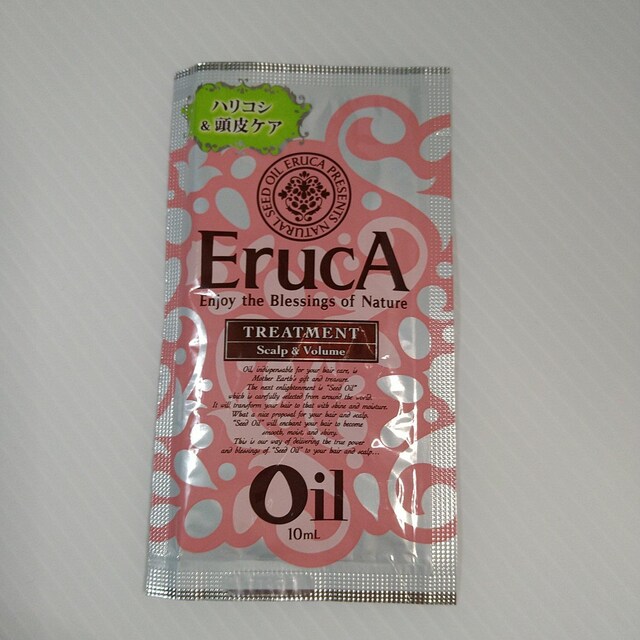 ハリコシ
& 頭皮ケア
NATURAL SEED OIL ERUCA PRESENTS
ErucA
Enjoy the Blessings of Nature
TREATMENT
Scalp & Volume
Oil, indispensable for your hair care, is
Mother Earth's gift and treasure.
The next enlightenment is "Seed Oil"
which is carefully selected from around the world.
It will transform your hair to that with shine and moisture.
What a nice proposal for your hair and scalp.
"Seed Oil" will enchant your hair to become
smooth, moist, and shiny.
This is our way of delivering the true power
and blessings of "Seed Oil" to your hair and scalp....
Oil
10mL